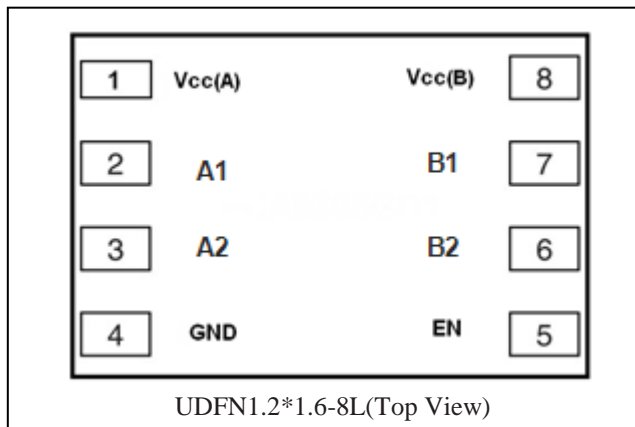 1 Vcc(A) Vcc(B) 8
2 A1 B1 7
3 A2 B2 6
4 GND EN 5
UDFN1.2*1.6-8L(Top View)